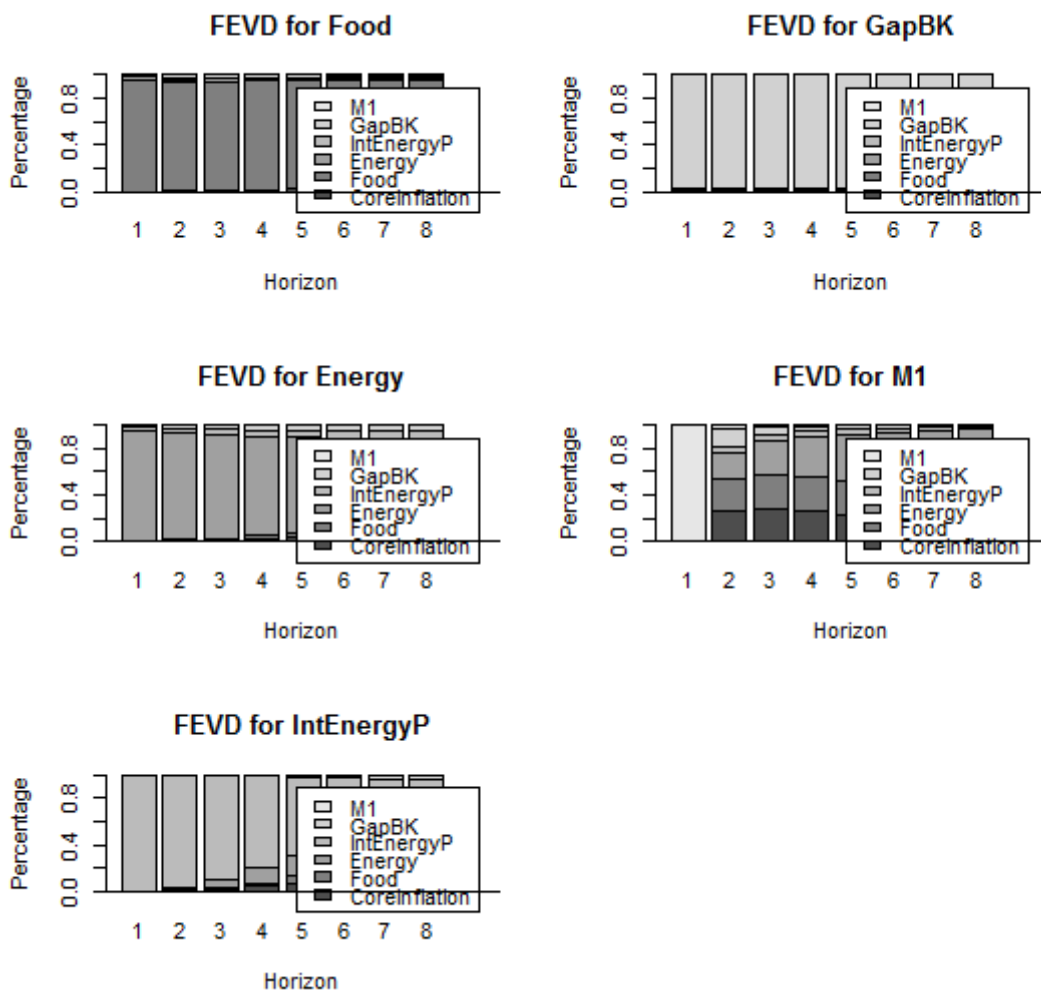 FEVD for Food
Percentage
0.0 0.4 0.8
M1
GapBK
IntEnergyP
Energy
Food
CoreInflation
1 2 3 4 5 6 7 8
Horizon
FEVD for GapBK
Percentage
0.0 0.4 0.8
M1
GapBK
IntEnergyP
Energy
Food
CoreInflation
1 2 3 4 5 6 7 8
Horizon
FEVD for Energy
Percentage
0.0 0.4 0.8
M1
GapBK
IntEnergyP
Energy
Food
CoreInflation
1 2 3 4 5 6 7 8
Horizon
FEVD for M1
Percentage
0.0 0.4 0.8
M1
GapBK
IntEnergyP
Energy
Food
CoreInflation
1 2 3 4 5 6 7 8
Horizon
FEVD for IntEnergyP
Percentage
0.0 0.4 0.8
M1
GapBK
IntEnergyP
Energy
Food
CoreInflation
1 2 3 4 5 6 7 8
Horizon